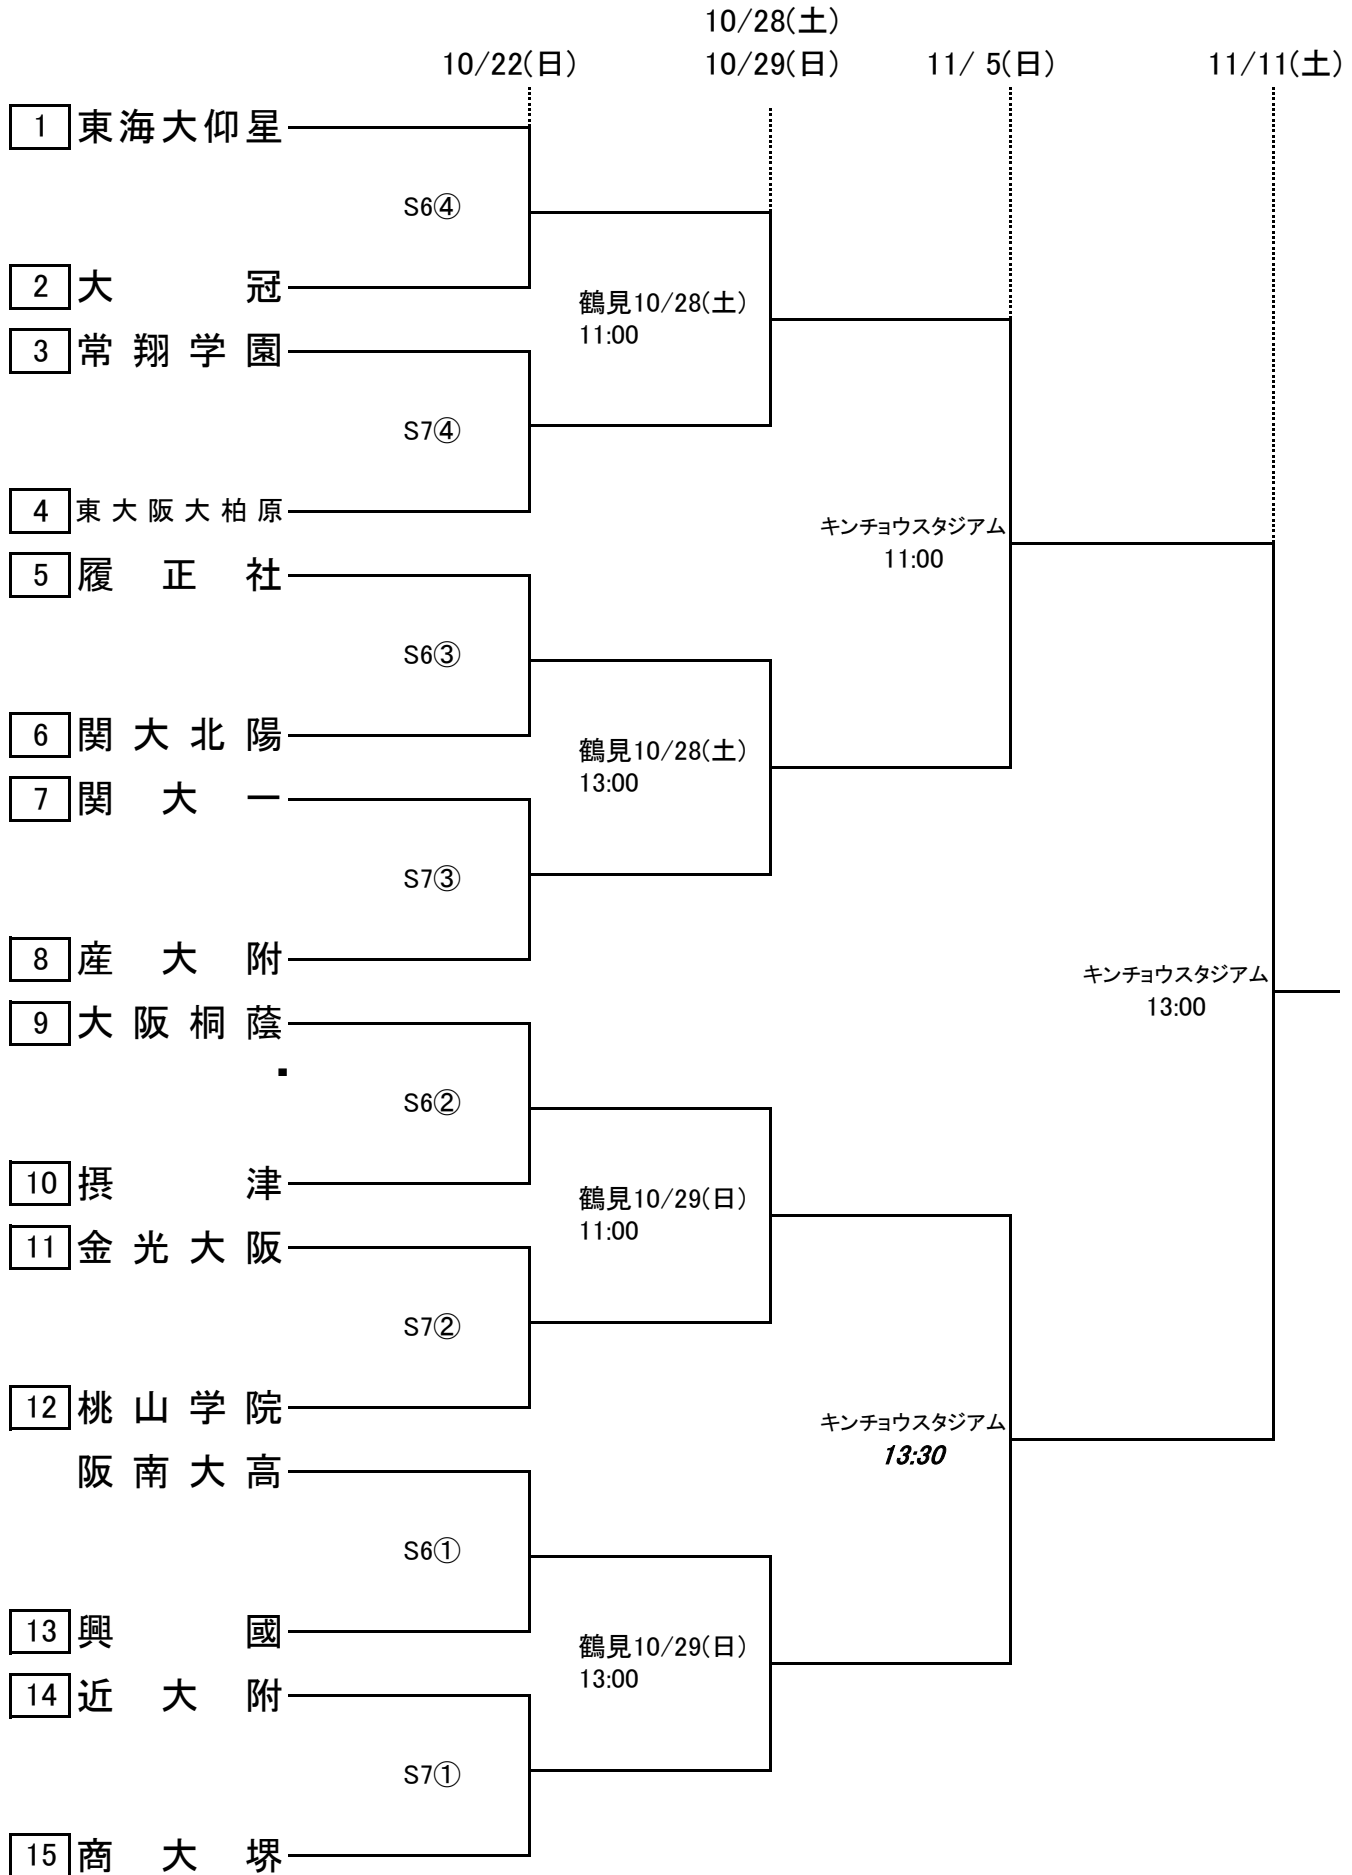 10/28(土)
10/22(日) 10/29(日) 11/ 5(日) 11/11(土)
1 東海大仰星
S6④
2 大冠
鶴見10/28(土)
11:00
3 常翔学園
S7④
4 東大阪大柏原
キンチョウスタジアム
11:00
5 履正社
S6③
6 関大北陽
鶴見10/28(土)
13:00
7 関大一
S7③
8 産大附
キンチョウスタジアム
13:00
9 大阪桐蔭
S6②
10 摂津
鶴見10/29(日)
11:00
11 金光大阪
S7②
12 桃山学院
キンチョウスタジアム
13:30
阪南大高
S6①
13 興國
鶴見10/29(日)
13:00
14 近大附
S7①
15 商大堺